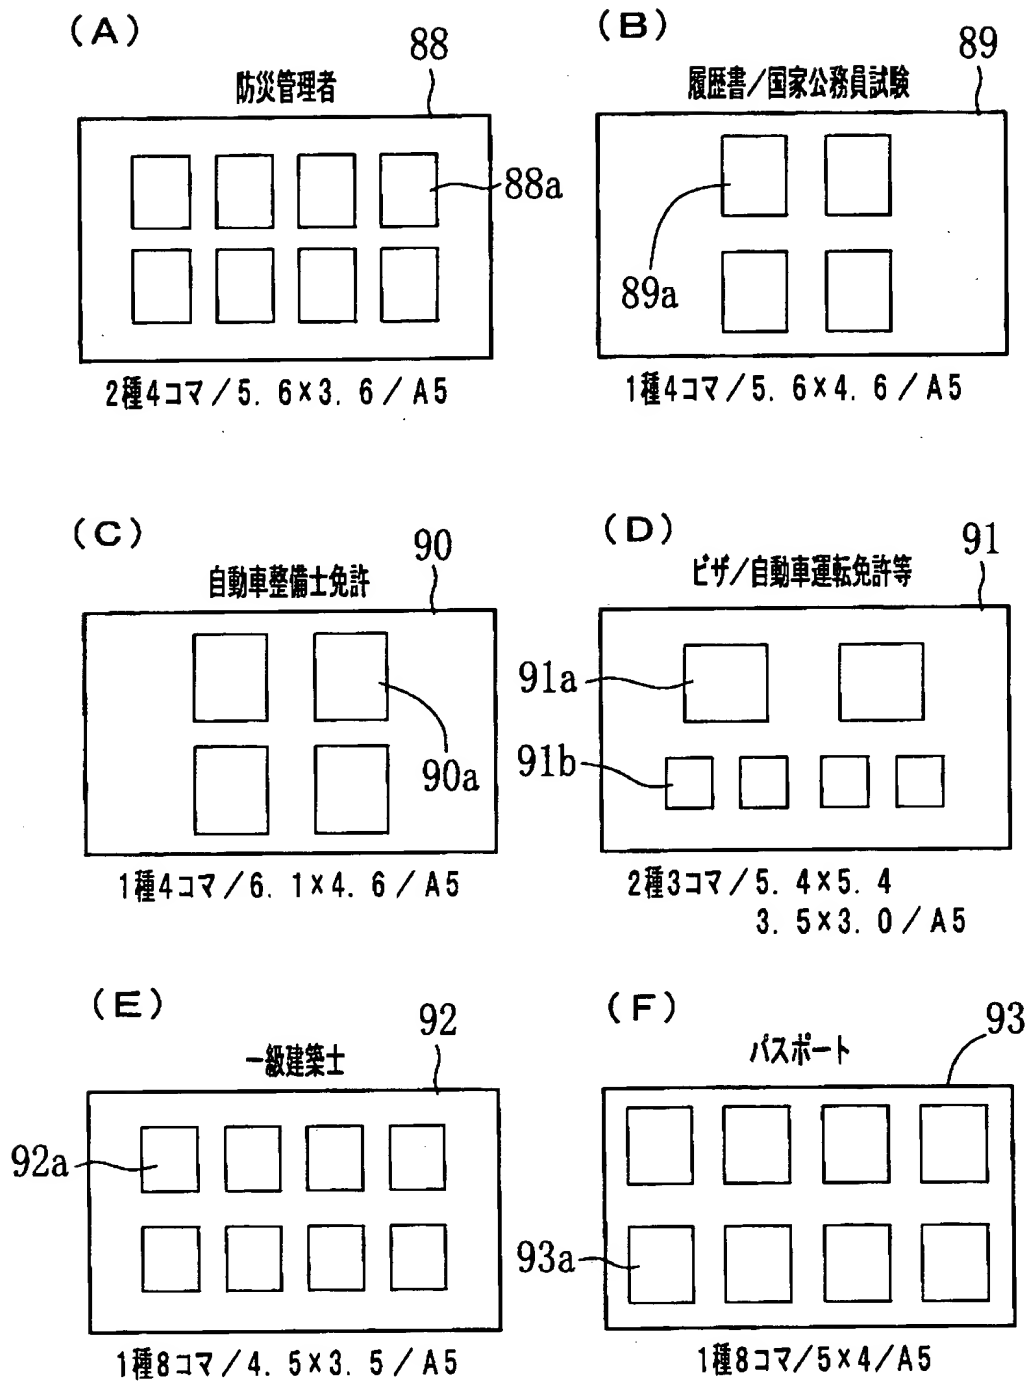 (A)
88
防災管理者
88a
2種4コマ/5.6×3.6/A5
(B)
89
履歴書/国家公務員試験
89a
1種4コマ/5.6×4.6/A5
(C)
90
自動車整備士免許
90a
1種4コマ/6.1×4.6/A5
(D)
91
ビザ/自動車運転免許等
91a
91b
2種3コマ/5.4×5.4
3.5×3.0/A5
(E)
92
一級建築士
92a
1種8コマ/4.5×3.5/A5
(F)
93
パスポート
93a
1種8コマ/5×4/A5